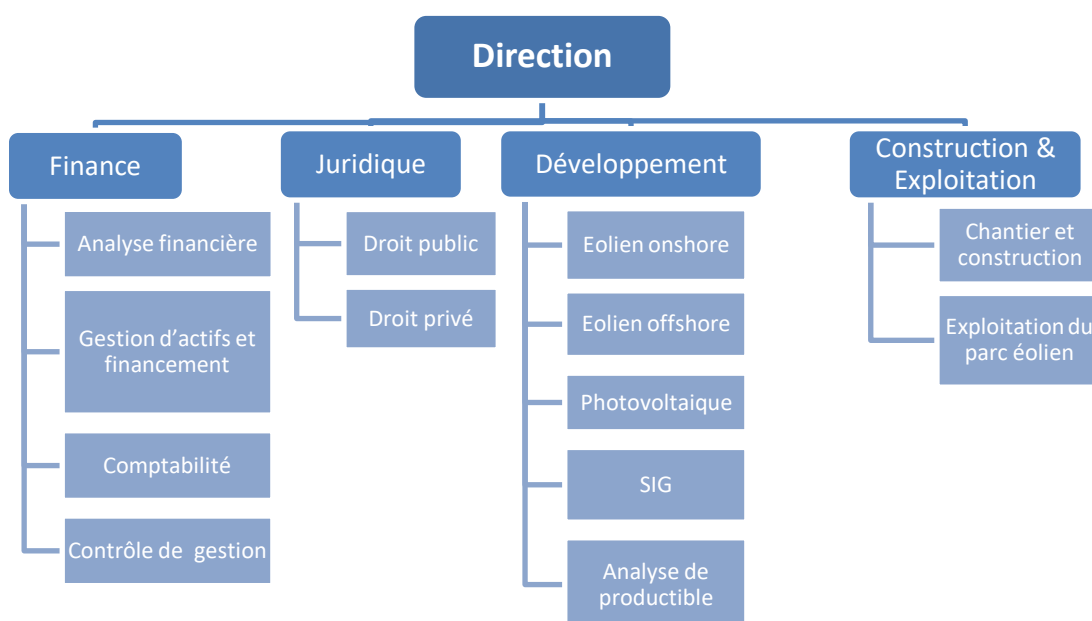 Direction
Finance
Analyse financière
Gestion d'actifs et
financement
Comptabilité
Contrôle de gestion
Juridique
Droit public
Droit privé
Développement
Eolien onshore
Eolien offshore
Photovoltaique
SIG
Analyse de
productible
Construction &
Exploitation
Chantier et
construction
Exploitation du
parc éolien